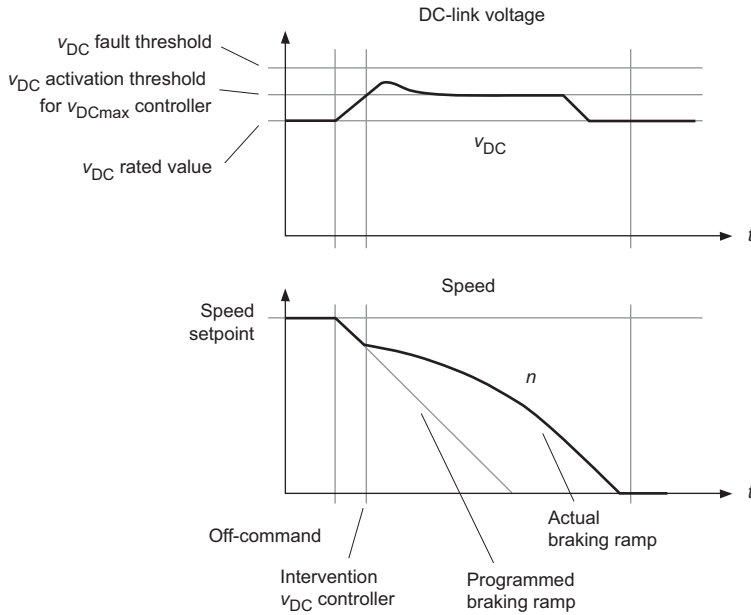 DC-link voltage
vDC fault threshold
vDC activation threshold
for vDCmax controller
vDC
vDC rated value
t
Speed
Speed
setpoint
n
t
Off-command
Actual
braking ramp
Intervention
vDC controller
Programmed
braking ramp